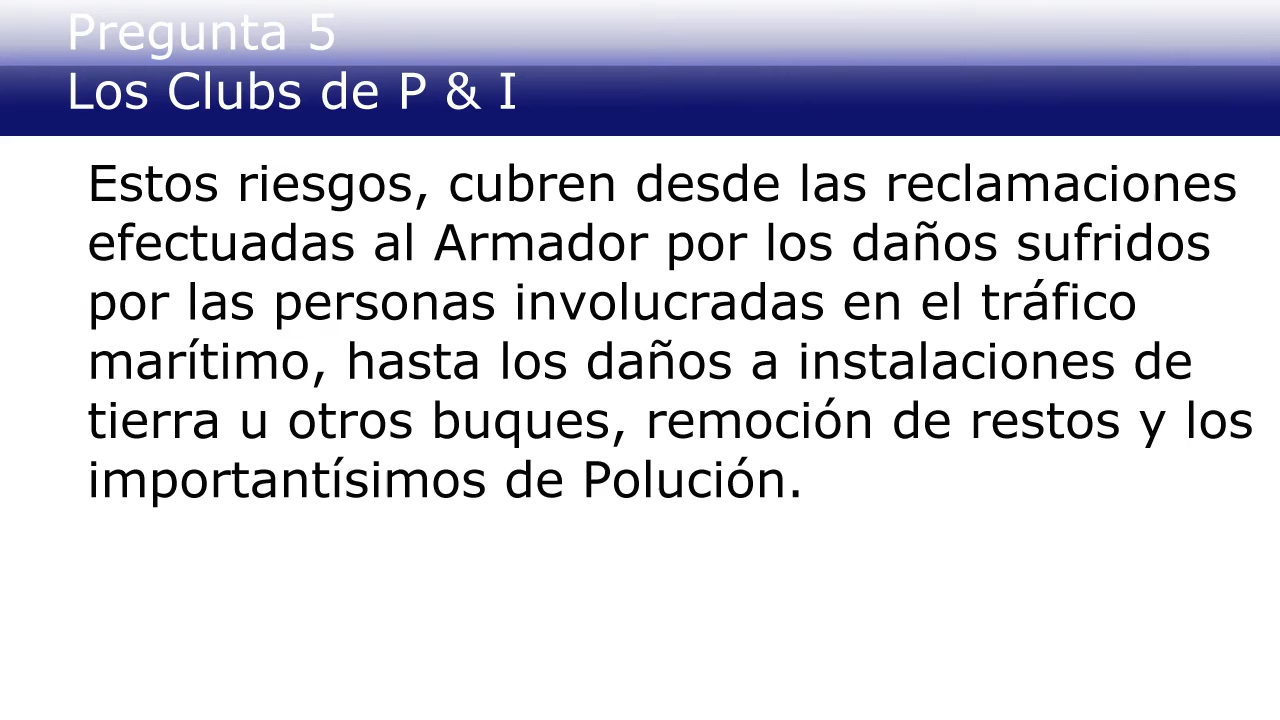 Pregunta 5
Los Clubs de P & I
Estos riesgos, cubren desde las reclamaciones
efectuadas al Armador por los daños sufridos
por las personas involucradas en el tráfico
marítimo, hasta los daños a instalaciones de
tierra u otros buques, remoción de restos y los
importantísimos de Polución.